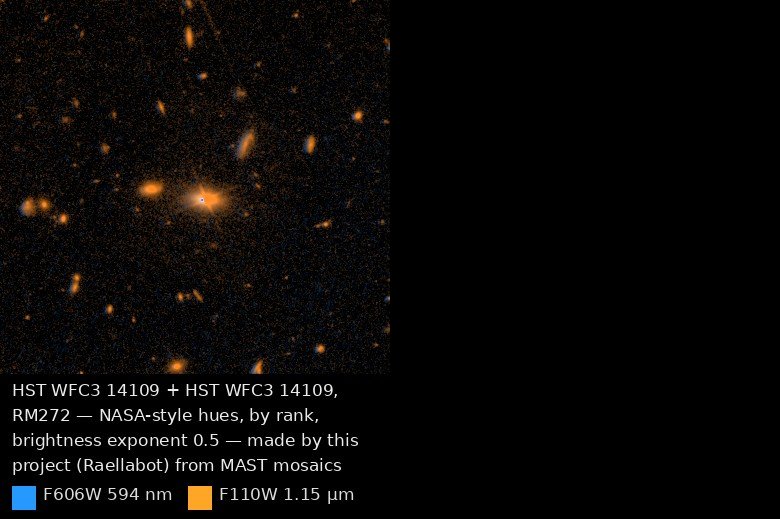 HST WFC3 14109 + HST WFC3 14109,
RM272 — NASA-style hues, by rank,
brightness exponent 0.5 — made by this
project (Raellabot) from MAST mosaics
F606W 594 nm F110W 1.15 µm